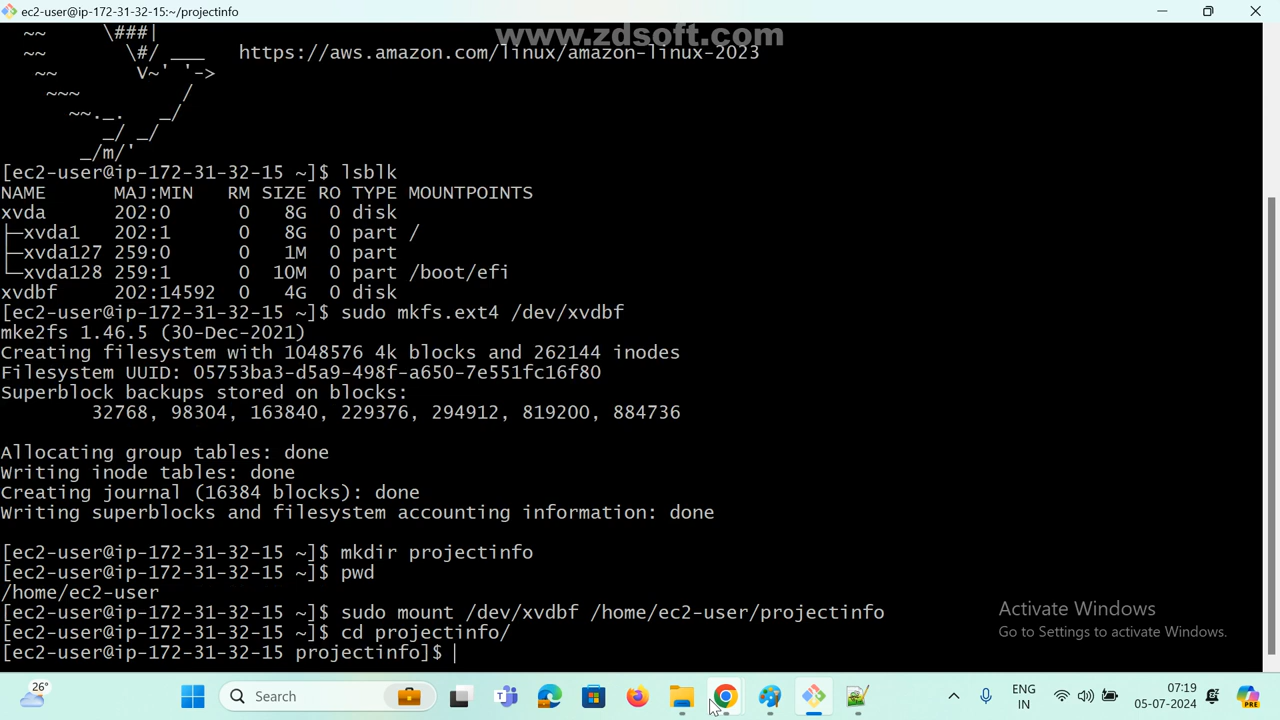 ec2-user@ip-172-31-32-15:~/projectinfo
www.zdsoft.com
~~ \###|
~~ \#/ ___ https://aws.amazon.com/linux/amazon-linux-2023
~~ V~' '->
~~~ /
~~._. _/
_/ _/
_/m/'
[ec2-user@ip-172-31-32-15 ~]$ lsblk
NAME MAJ:MIN RM SIZE RO TYPE MOUNTPOINTS
xvda 202:0 0 8G 0 disk
├─xvda1 202:1 0 8G 0 part /
├─xvda127 259:0 0 1M 0 part
└─xvda128 259:1 0 10M 0 part /boot/efi
xvdbf 202:14592 0 4G 0 disk
[ec2-user@ip-172-31-32-15 ~]$ sudo mkfs.ext4 /dev/xvdbf
mke2fs 1.46.5 (30-Dec-2021)
Creating filesystem with 1048576 4k blocks and 262144 inodes
Filesystem UUID: 05753ba3-d5a9-498f-a650-7e551fc16f80
Superblock backups stored on blocks:
32768, 98304, 163840, 229376, 294912, 819200, 884736
Allocating group tables: done
Writing inode tables: done
Creating journal (16384 blocks): done
Writing superblocks and filesystem accounting information: done
[ec2-user@ip-172-31-32-15 ~]$ mkdir projectinfo
[ec2-user@ip-172-31-32-15 ~]$ pwd
/home/ec2-user
[ec2-user@ip-172-31-32-15 ~]$ sudo mount /dev/xvdbf /home/ec2-user/projectinfo
[ec2-user@ip-172-31-32-15 ~]$ cd projectinfo/
[ec2-user@ip-172-31-32-15 projectinfo]$
Activate Windows
Go to Settings to activate Windows.
26°
Search
ENG
IN
07:19
05-07-2024
PRE